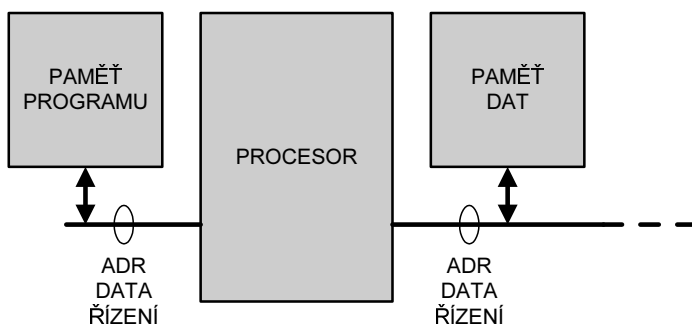 PAMĚŤ
PROGRAMU
PROCESOR
PAMĚŤ
DAT
ADR
DATA
ŘÍZENÍ
ADR
DATA
ŘÍZENÍ